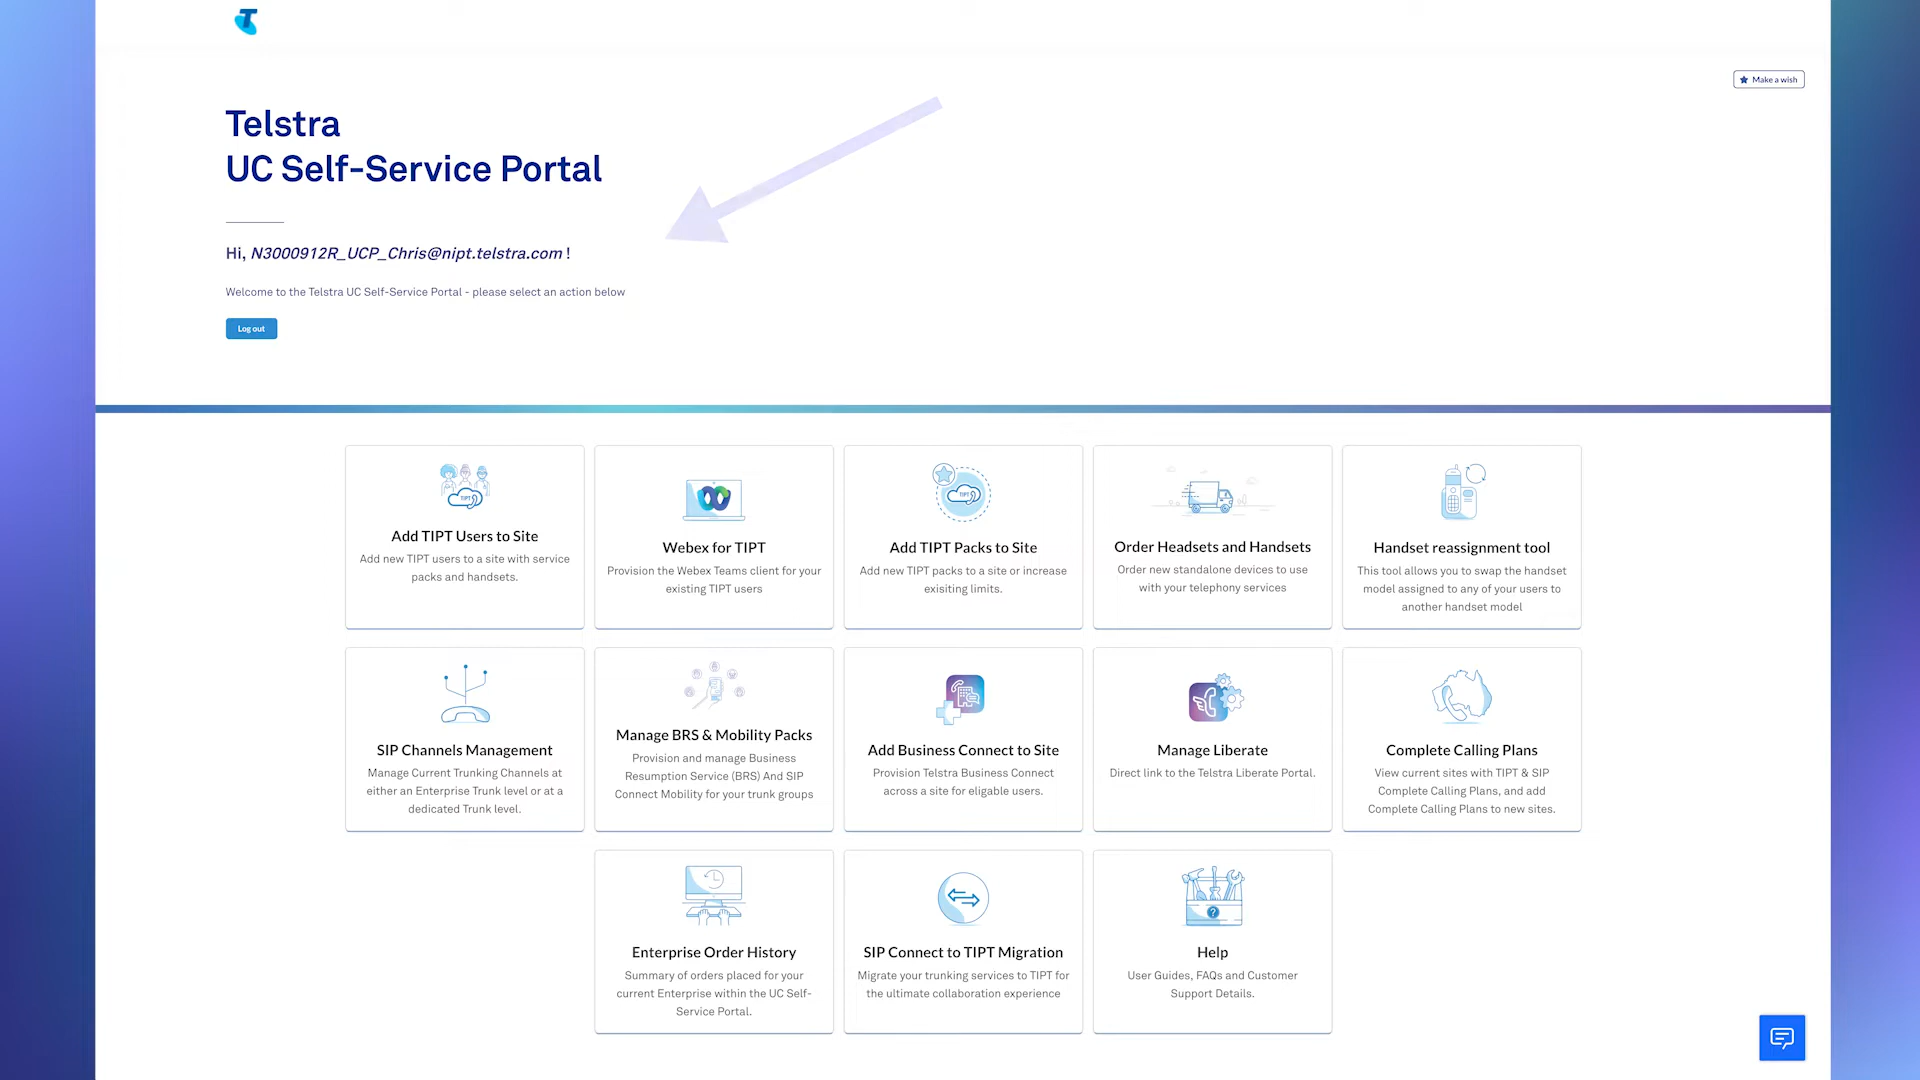 Make a wish
Telstra
UC Self-Service Portal
Hi, N3000912R_UCP_Chris@nipt.telstra.com !
Welcome to the Telstra UC Self-Service Portal - please select an action below
Log out
TIPT
Add TIPT Users to Site
Add new TIPT users to a site with service
packs and handsets.
Webex for TIPT
Provision the Webex Teams client for your
existing TIPT users
TIPT
Add TIPT Packs to Site
Add new TIPT packs to a site or increase
exisiting limits.
Order Headsets and Handsets
Order new standalone devices to use
with your telephony services
Handset reassignment tool
This tool allows you to swap the handset
model assigned to any of your users to
another handset model
SIP Channels Management
Manage Current Trunking Channels at
either an Enterprise Trunk level or at a
dedicated Trunk level.
Manage BRS & Mobility Packs
Provision and manage Business
Resumption Service (BRS) And SIP
Connect Mobility for your trunk groups
Add Business Connect to Site
Provision Telstra Business Connect
across a site for eligable users.
Manage Liberate
Direct link to the Telstra Liberate Portal.
Complete Calling Plans
View current sites with TIPT & SIP
Complete Calling Plans, and add
Complete Calling Plans to new sites.
Enterprise Order History
Summary of orders placed for your
current Enterprise within the UC Self-
Service Portal.
SIP Connect to TIPT Migration
Migrate your trunking services to TIPT for
the ultimate collaboration experience
?
Help
User Guides, FAQs and Customer
Support Details.